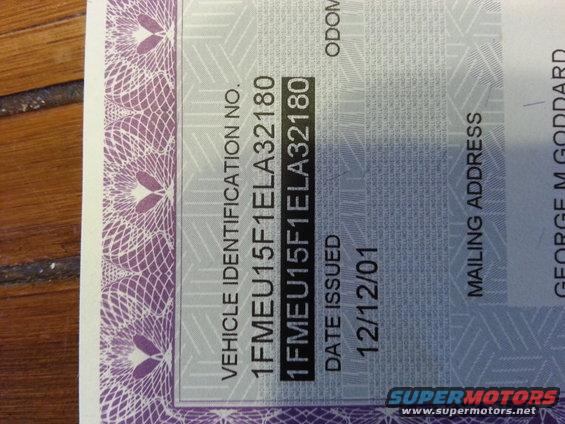 VEHICLE IDENTIFICATION NO.
1FMEU15F1ELA32180
1FMEU15F1ELA32180
DATE ISSUED
ODOM
12/12/01
MAILING ADDRESS
GEORGE M GODDARD
SUPERMOTORS
www.supermotors.net